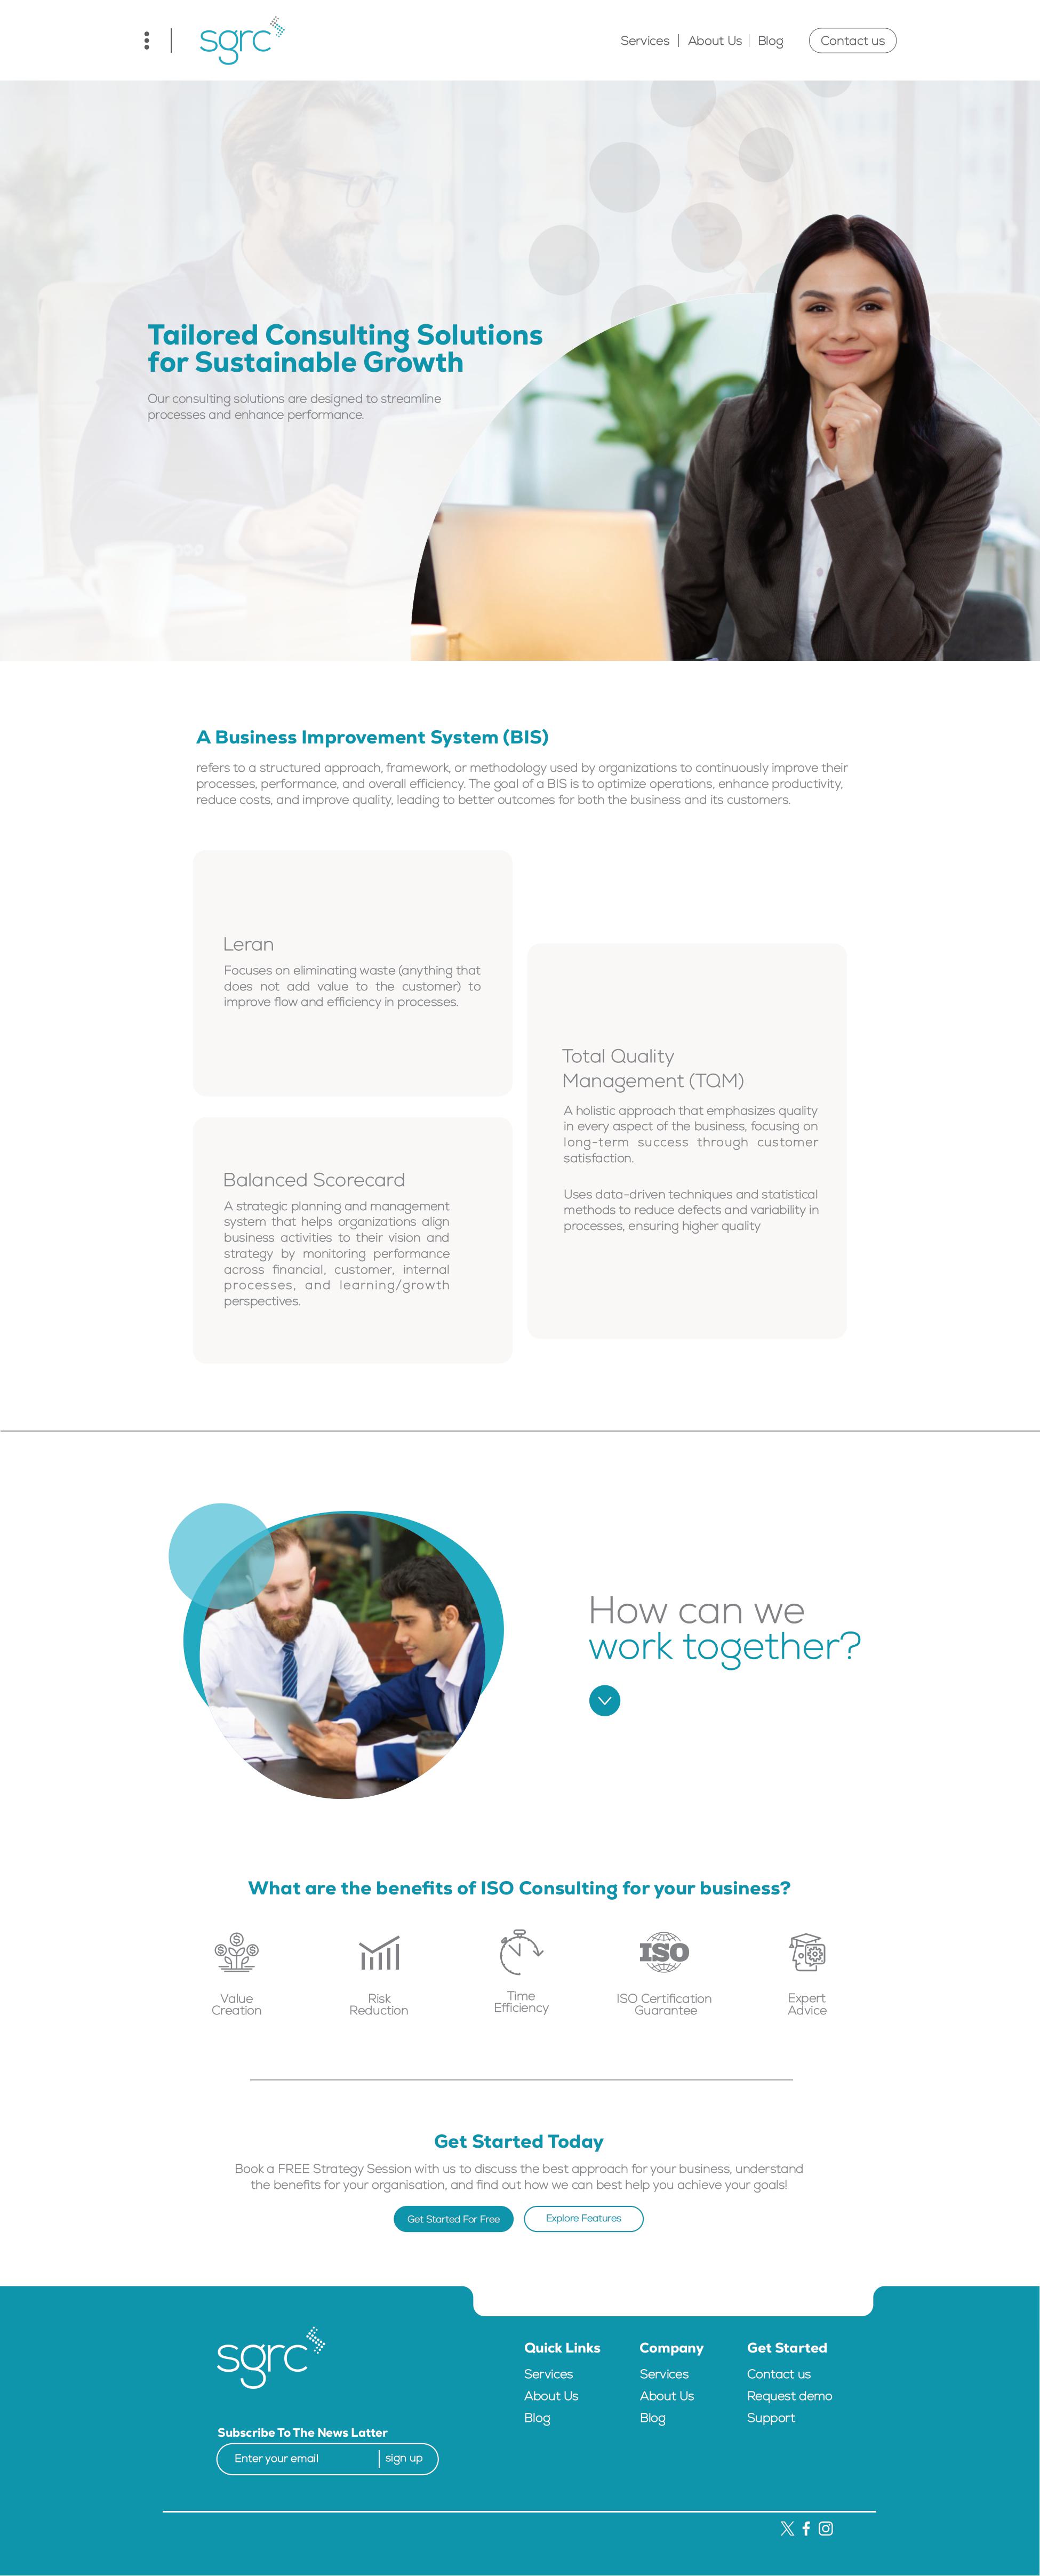 sgrc
Services | About Us | Blog
Contact us
Tailored Consulting Solutions
for Sustainable Growth
Our consulting solutions are designed to streamline
processes and enhance performance.
A Business Improvement System (BIS)
refers to a structured approach, framework, or methodology used by organizations to continuously improve their
processes, performance, and overall efficiency. The goal of a BIS is to optimize operations, enhance productivity,
reduce costs, and improve quality, leading to better outcomes for both the business and its customers.
Leran
Focuses on eliminating waste (anything that
does not add value to the customer) to
improve flow and efficiency in processes.
Balanced Scorecard
A strategic planning and management
system that helps organizations align
business activities to their vision and
strategy by monitoring performance
across financial, customer, internal
processes, and learning/growth
perspectives.
Total Quality
Management (TQM)
A holistic approach that emphasizes quality
in every aspect of the business, focusing on
long-term success through customer
satisfaction.
Uses data-driven techniques and statistical
methods to reduce defects and variability in
processes, ensuring higher quality
How can we
work together?
What are the benefits of ISO Consulting for your business?
Value
Creation
Risk
Reduction
Time
Efficiency
ISO
ISO Certification
Guarantee
Expert
Advice
Get Started Today
Book a FREE Strategy Session with us to discuss the best approach for your business, understand
the benefits for your organisation, and find out how we can best help you achieve your goals!
Get Started For Free
Explore Features
sgrc
Subscribe To The News Latter
Enter your email | sign up
Quick Links
Services
About Us
Blog
Company
Services
About Us
Blog
Get Started
Contact us
Request demo
Support